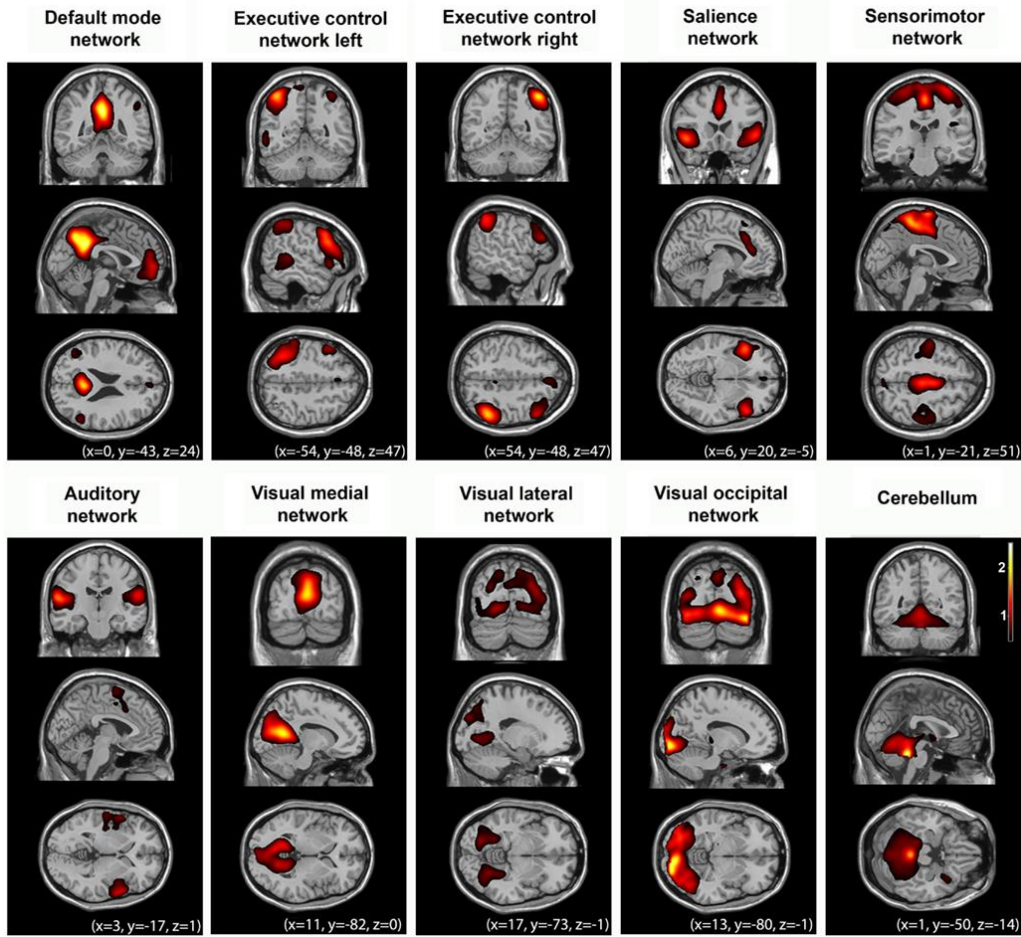 Default mode
network
Executive control
network left
Executive control
network right
Salience
network
Sensorimotor
network
(x=0, y=-43, z=24)
(x=-54, y=-48, z=47)
(x=54, y=-48, z=47)
(x=6, y=20, z=-5)
(x=1, y=-21, z=51)
Auditory
network
Visual medial
network
Visual lateral
network
Visual occipital
network
Cerebellum
2
1
(x=3, y=-17, z=1)
(x=11, y=-82, z=0)
(x=17, y=-73, z=-1)
(x=13, y=-80, z=-1)
(x=1, y=-50, z=-14)